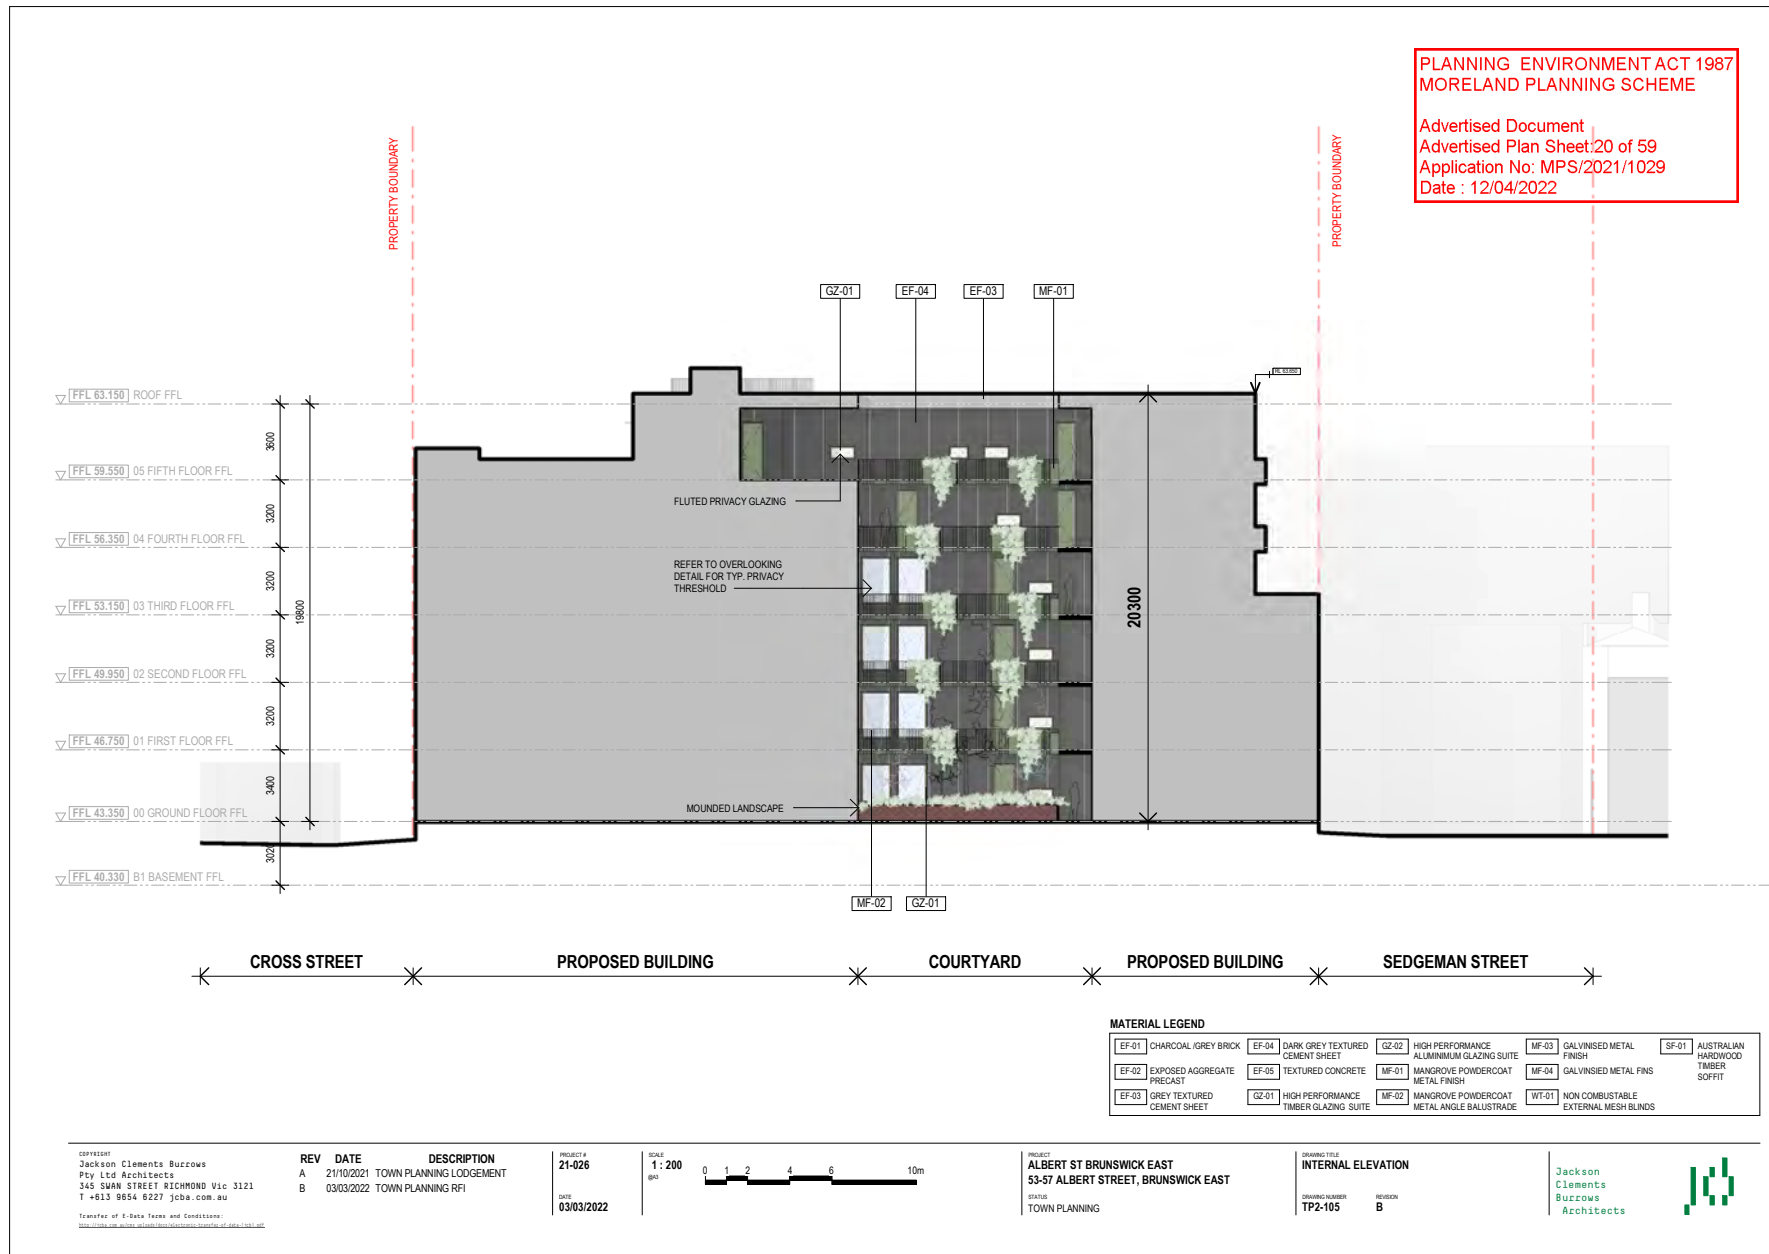 PLANNING ENVIRONMENT ACT 1987
MORELAND PLANNING SCHEME
Advertised Document
Advertised Plan Sheet:20 of 59
Application No: MPS/2021/1029
Date : 12/04/2022
PROPERTY BOUNDARY
PROPERTY BOUNDARY
GZ-01
EF-04
EF-03
MF-01
RL 63.650
FFL 63.150 ROOF FFL
3600
FFL 59.550 05 FIFTH FLOOR FFL
FLUTED PRIVACY GLAZING
3200
FFL 56.350 04 FOURTH FLOOR FFL
REFER TO OVERLOOKING
DETAIL FOR TYP. PRIVACY
THRESHOLD
3200
FFL 53.150 03 THIRD FLOOR FFL
19800
20300
3200
FFL 49.950 02 SECOND FLOOR FFL
3200
FFL 46.750 01 FIRST FLOOR FFL
3400
MOUNDED LANDSCAPE
FFL 43.350 00 GROUND FLOOR FFL
3020
FFL 40.330 B1 BASEMENT FFL
MF-02
GZ-01
CROSS STREET
PROPOSED BUILDING
COURTYARD
PROPOSED BUILDING
SEDGEMAN STREET
MATERIAL LEGEND
EF-01 CHARCOAL /GREY BRICK
EF-02 EXPOSED AGGREGATE
PRECAST
EF-03 GREY TEXTURED
CEMENT SHEET
EF-04 DARK GREY TEXTURED
CEMENT SHEET
EF-05 TEXTURED CONCRETE
GZ-01 HIGH PERFORMANCE
TIMBER GLAZING SUITE
GZ-02 HIGH PERFORMANCE
ALUMINIMUM GLAZING SUITE
MF-01 MANGROVE POWDERCOAT
METAL FINISH
MF-02 MANGROVE POWDERCOAT
METAL ANGLE BALUSTRADE
MF-03 GALVINISED METAL
FINISH
MF-04 GALVINSIED METAL FINS
WT-01 NON COMBUSTABLE
EXTERNAL MESH BLINDS
SF-01 AUSTRALIAN
HARDWOOD
TIMBER
SOFFIT
COPYRIGHT
Jackson Clements Burrows
Pty Ltd Architects
345 SWAN STREET RICHMOND Vic 3121
T +613 9654 6227 jcba.com.au
Transfer of E-Data Terms and Conditions:
REV DATE DESCRIPTION
A 21/10/2021 TOWN PLANNING LODGEMENT
B 03/03/2022 TOWN PLANNING RFI
PROJECT #
21-026
DATE
03/03/2022
SCALE
1 : 200
@A3
0 1 2 4 6 10m
PROJECT
ALBERT ST BRUNSWICK EAST
53-57 ALBERT STREET, BRUNSWICK EAST
STATUS
TOWN PLANNING
DRAWING TITLE
INTERNAL ELEVATION
DRAWING NUMBER REVISION
TP2-105 B
Jackson
Clements
Burrows
Architects